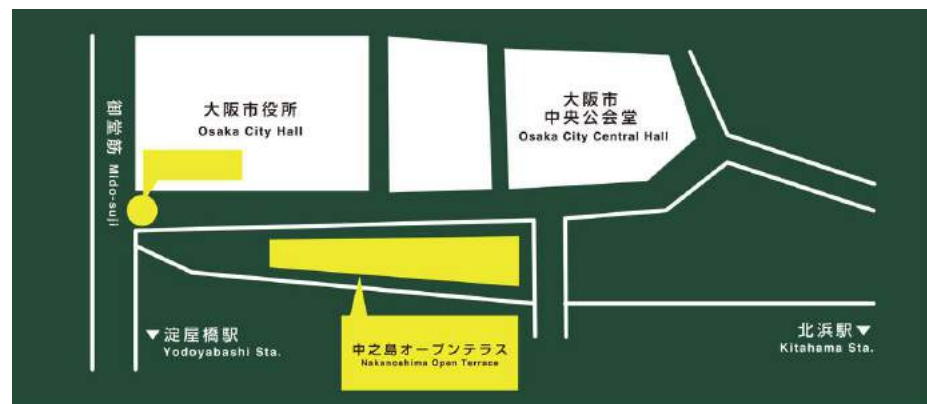 御堂筋 Mido-suji
大阪市役所
Osaka City Hall
大阪市
中央公会堂
Osaka City Central Hall
▼淀屋橋駅
Yodoyabashi Sta.
中之島オープンテラス
Nakanoshima Open Terrace
北浜駅▼
Kitahama Sta.